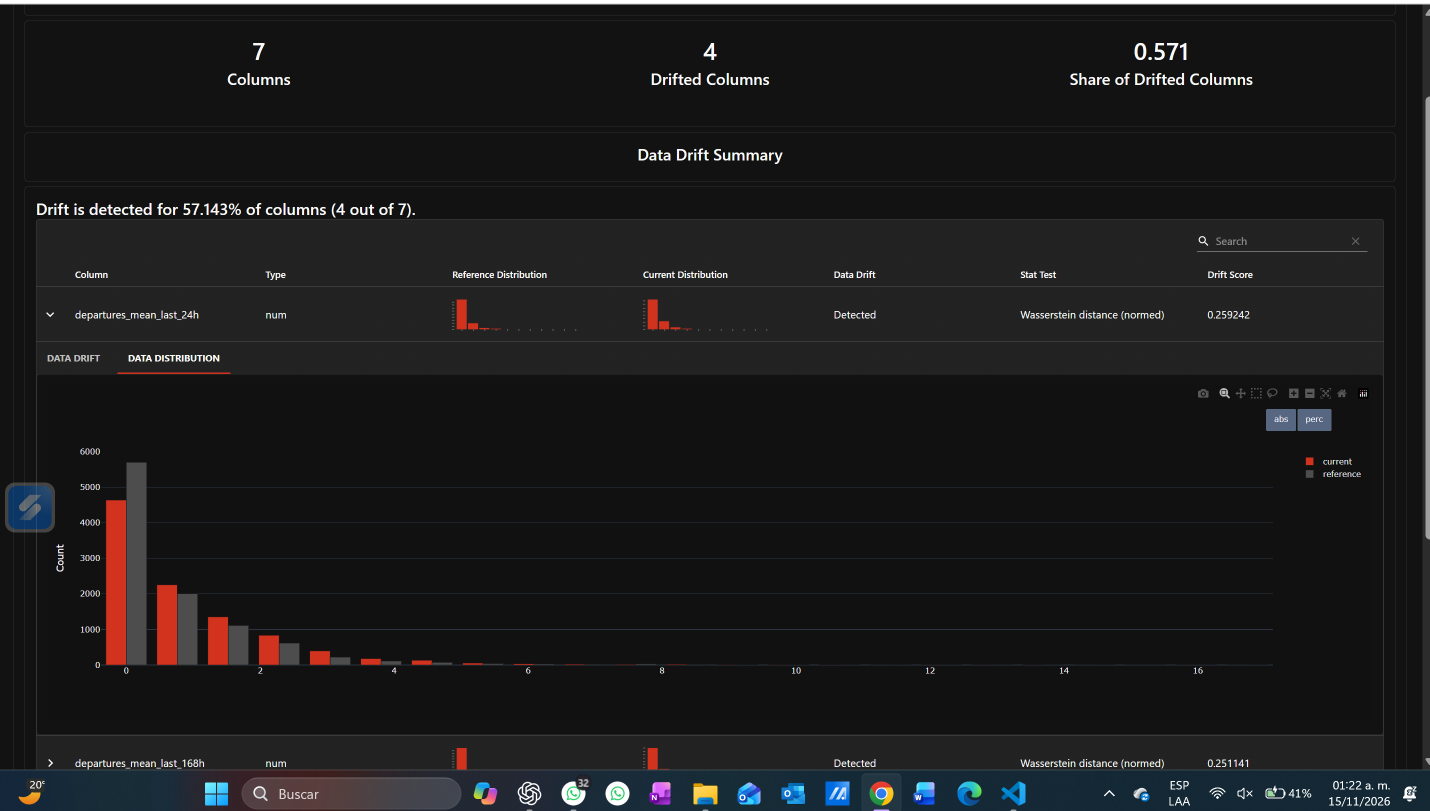 7
Columns
4
Drifted Columns
0.571
Share of Drifted Columns
Data Drift Summary
Drift is detected for 57.143% of columns (4 out of 7).
Search
Column Type Reference Distribution Current Distribution Data Drift Stat Test Drift Score
departures_mean_last_24h num Detected Wasserstein distance (normed) 0.259242
DATA DRIFT DATA DISTRIBUTION
abs perc
current
reference
6000
5000
4000
3000
2000
1000
0
Count
0 2 4 6 8 10 12 14 16
departures_mean_last_168h num Detected Wasserstein distance (normed) 0.251141
20°
Buscar
32
ESP
LAA
41%
01:22 a. m.
15/11/2026